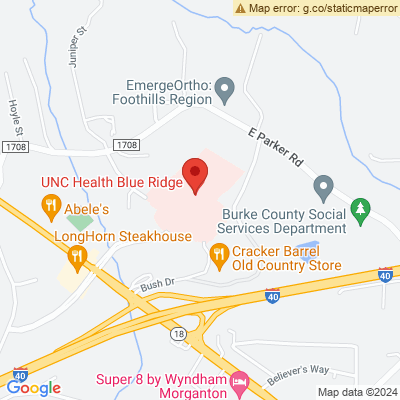 Map error: g.co/staticmaperror
Juniper St
EmergeOrtho:
Foothills Region
Hoyle St
E Parker Rd
1708
1708
UNC Health Blue Ridge
Abele's
Burke County Social
Services Department
LongHorn Steakhouse
Cracker Barrel
Old Country Store
40
Bush Dr
40
18
40
Believer's Way
Super 8 by Wyndham
Morganton
Google
Map data ©2024